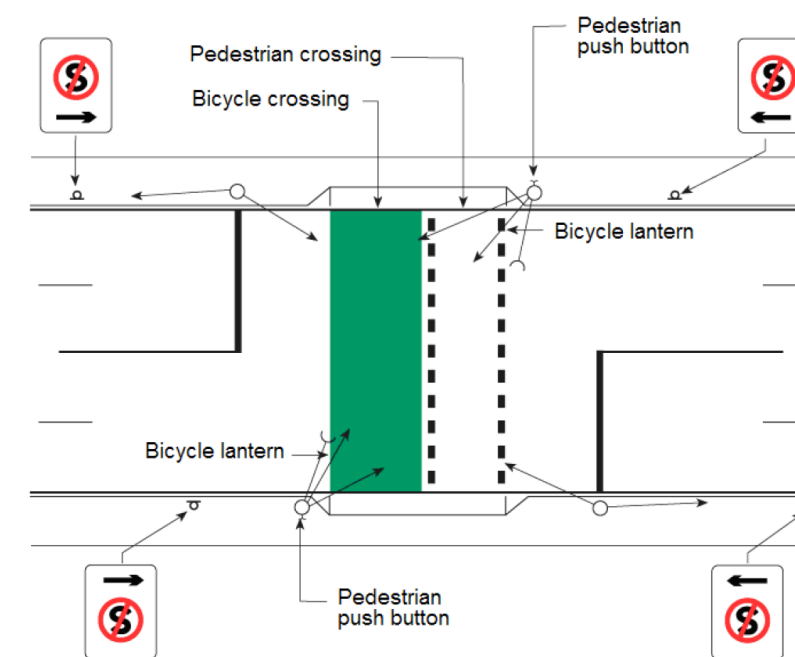 Pedestrian
push button
S
S
Pedestrian crossing
Bicycle crossing
Bicycle lantern
Bicycle lantern
S
S
Pedestrian
push button